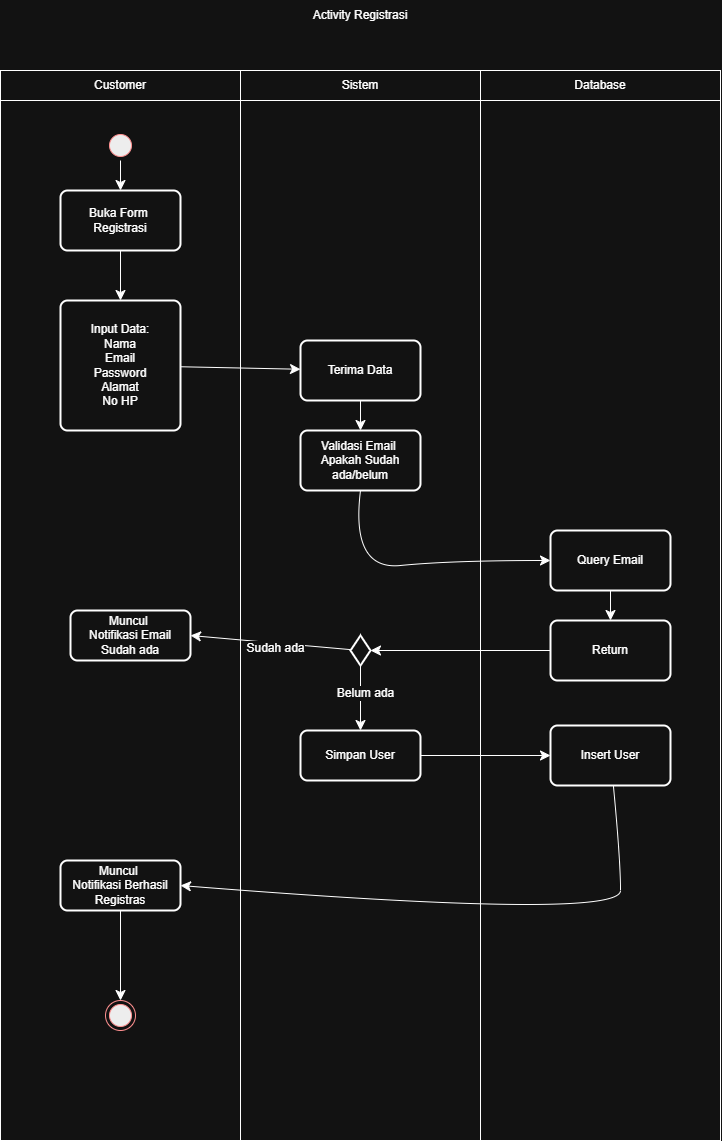 Activity Registrasi
Customer
Sistem
Database
Buka Form
Registrasi
Input Data:
Nama
Email
Password
Alamat
No HP
Terima Data
Validasi Email
Apakah Sudah
ada/belum
Query Email
Muncul
Notifikasi Email
Sudah ada
Sudah ada
Return
Belum ada
Simpan User
Insert User
Muncul
Notifikasi Berhasil
Registras